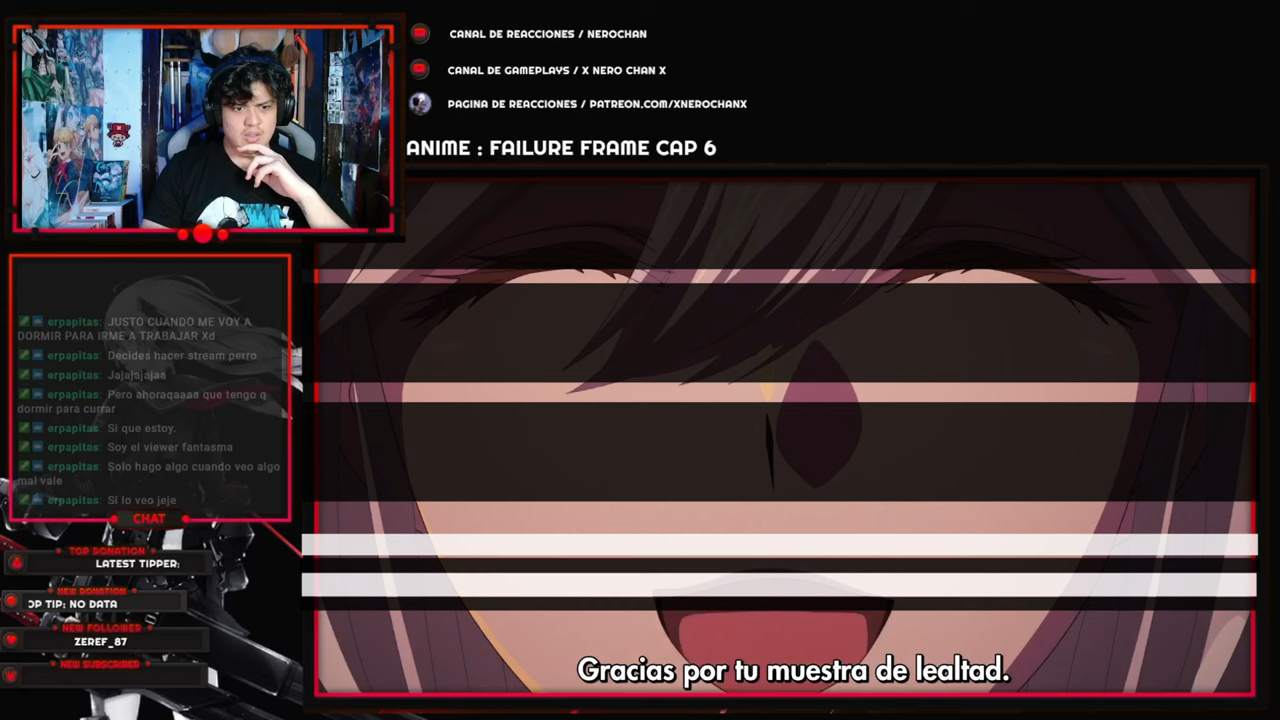 CANAL DE REACCIONES / NEROCHAN
CANAL DE GAMEPLAYS / X NERO CHAN X
PAGINA DE REACCIONES / PATREON.COM/XNEROCHANX
ANIME : FAILURE FRAME CAP 6
erpapitas: JUSTO CUANDO ME VOY A
DORMIR PARA IRME A TRABAJAR Xd
erpapitas: Decides hacer stream perro
erpapitas: Jajajajajaa
erpapitas: Pero ahoraqaaaa que tengo q
dormir para currar
erpapitas: Si que estoy.
erpapitas: Soy el viewer fantasma
erpapitas: Solo hago algo cuando veo algo
mal vale
erpapitas: Si lo veo jeje
CHAT
TOP DONATION
LATEST TIPPER:
NEW DONATION
OP TIP: NO DATA
NEW FOLLOWER
ZEREF_87
NEW SUBSCRIBER
Gracias por tu muestra de lealtad.